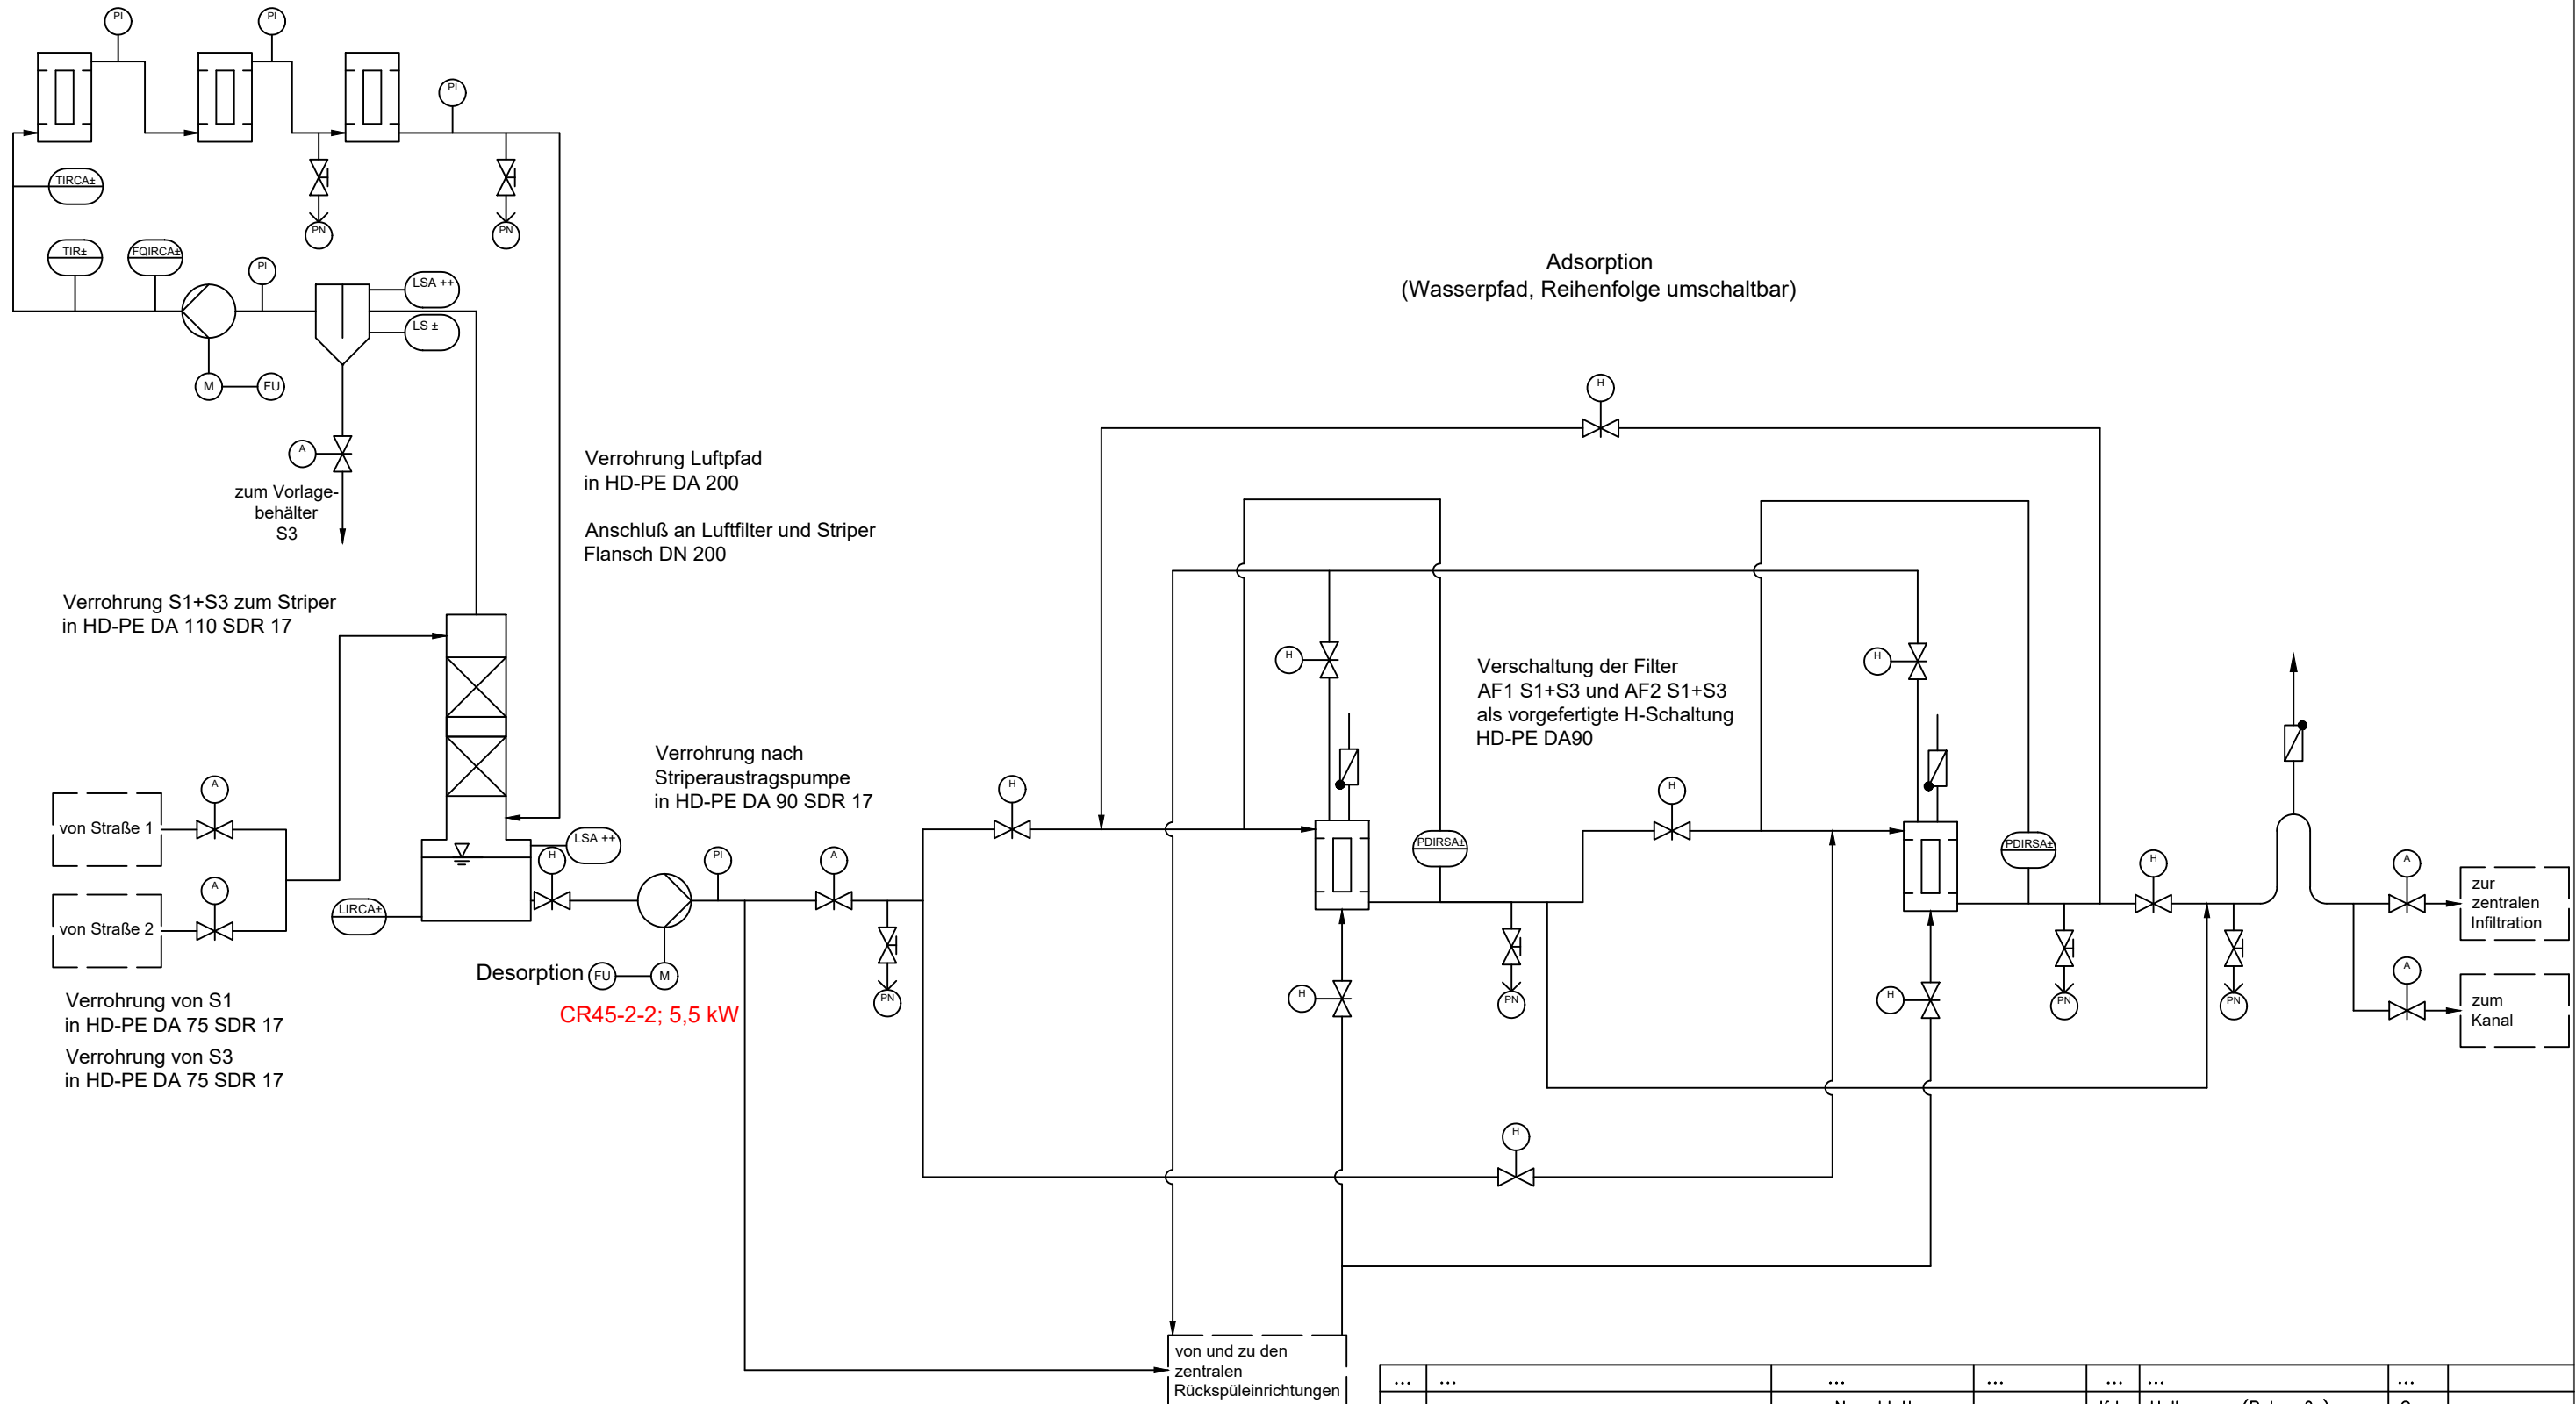 PI
PI
PI
TIRCA±
PN
PN
TIR±
FQIRCA±
PI
LSA ++
LS ±
M
FU
A
zum Vorlage-
behälter
S3
Verrohrung Luftpfad
in HD-PE DA 200
Anschluß an Luftfilter und Striper
Flansch DN 200
Adsorption
(Wasserpfad, Reihenfolge umschaltbar)
H
Verrohrung S1+S3 zum Striper
in HD-PE DA 110 SDR 17
H
H
Verschaltung der Filter
AF1 S1+S3 und AF2 S1+S3
als vorgefertigte H-Schaltung
HD-PE DA90
Verrohrung nach
Striperaustragspumpe
in HD-PE DA 90 SDR 17
A
von Straße 1
A
von Straße 2
LSA ++
H
LIRCA±
PI
A
H
H
PDIRSA±
PDIRSA±
H
A
zur
zentralen
Infiltration
A
zum
Kanal
Desorption
FU
M
CR45-2-2; 5,5 kW
PN
H
PN
H
PN
PN
Verrohrung von S1
in HD-PE DA 75 SDR 17
Verrohrung von S3
in HD-PE DA 75 SDR 17
H
von und zu den
zentralen
Rückspüleinrichtungen
... ... ... ... ... ... ...